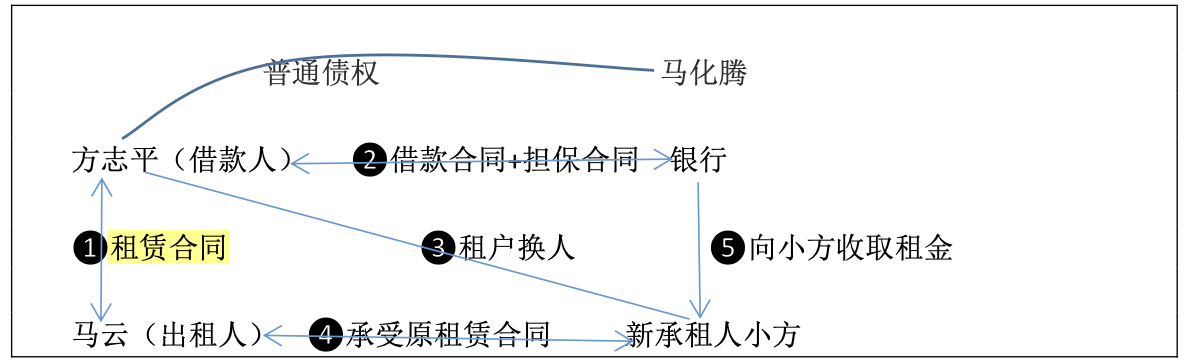 普通债权 马化腾
方志平（借款人） ❷借款合同+担保合同 银行
❶租赁合同 ❸租户换人 ❺向小方收取租金
马云（出租人） ❹承受原租赁合同 新承租人小方